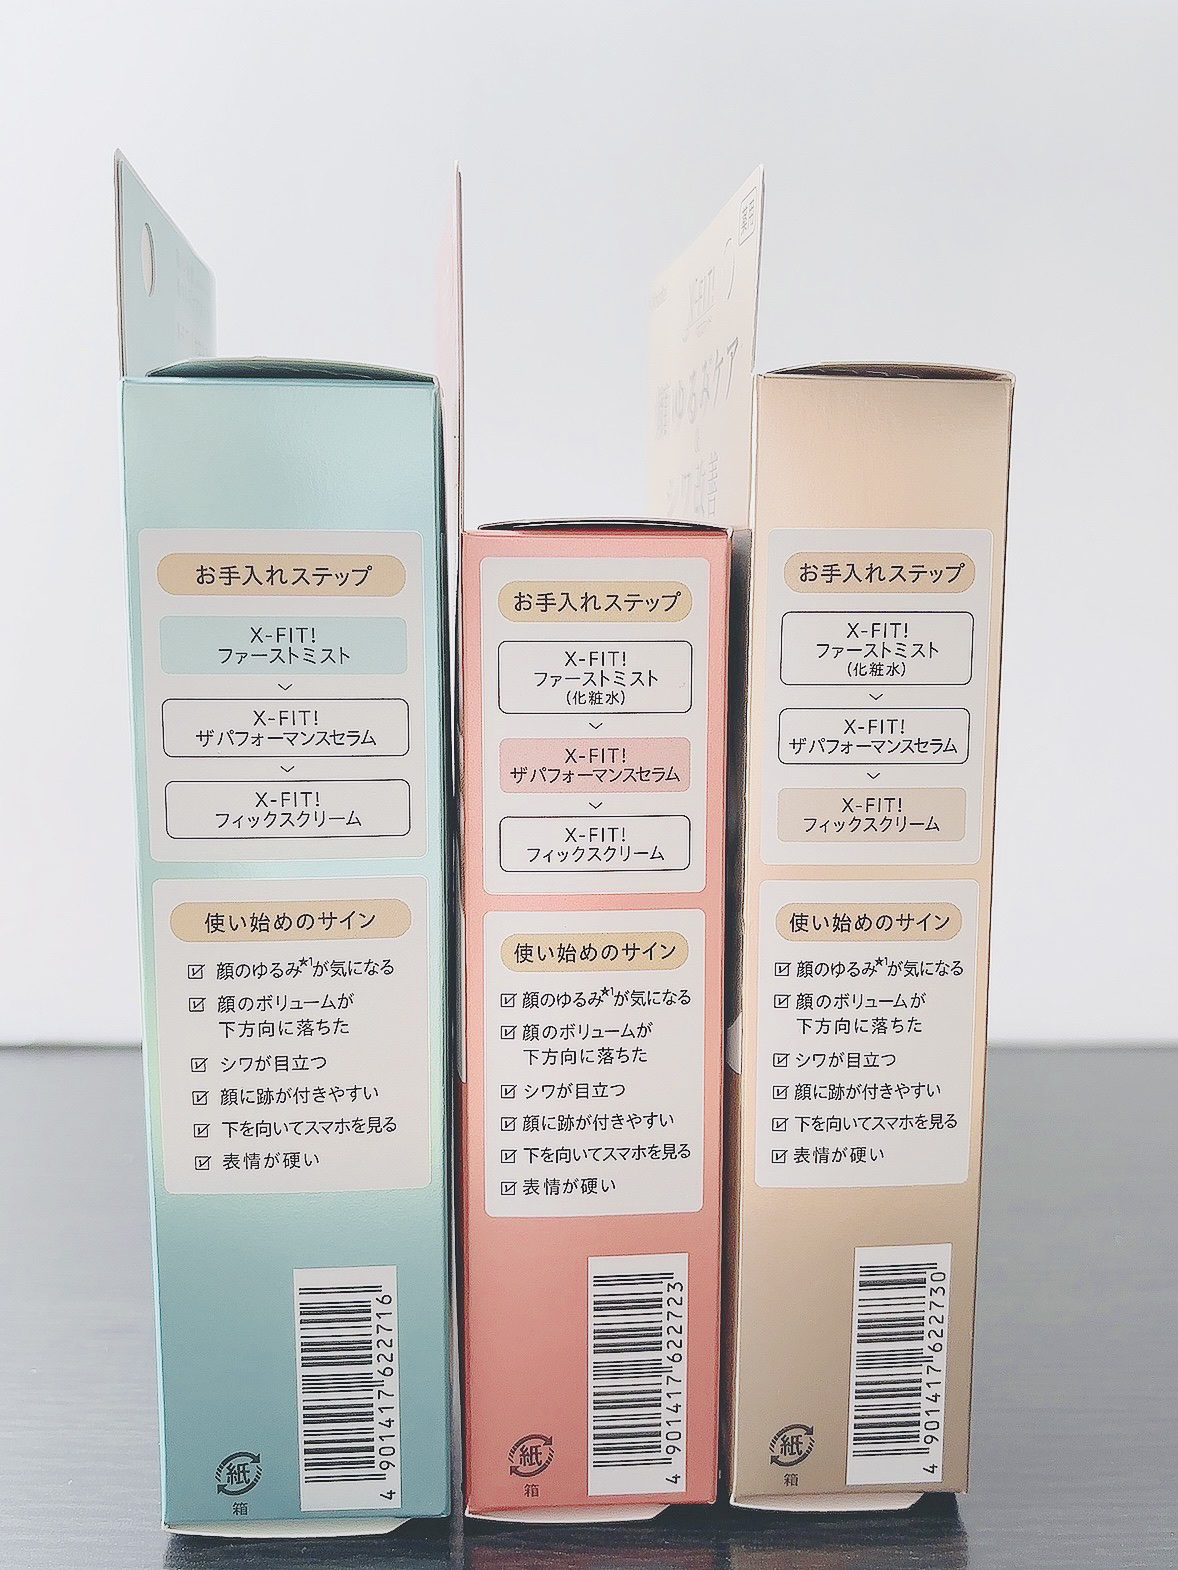 お手入れステップ
X-FIT!
ファーストミスト
X-FIT!
ザ パフォーマンスセラム
X-FIT!
フィックスクリーム
使い始めのサイン
☑ 顔のゆるみ★1が気になる
☑ 顔のボリュームが
下方向に落ちた
☑ シワが目立つ
☑ 顔に跡が付きやすい
☑ 下を向いてスマホを見る
☑ 表情が硬い
4 901417 622716
紙
箱
お手入れステップ
X-FIT!
ファーストミスト
(化粧水)
X-FIT!
ザ パフォーマンスセラム
X-FIT!
フィックスクリーム
使い始めのサイン
☑ 顔のゆるみ★1が気になる
☑ 顔のボリュームが
下方向に落ちた
☑ シワが目立つ
☑ 顔に跡が付きやすい
☑ 下を向いてスマホを見る
☑ 表情が硬い
4 901417 622723
紙
箱
薬用
X-FIT!
ゆるみケア
&
シワ改善
お手入れステップ
X-FIT!
ファーストミスト
(化粧水)
X-FIT!
ザ パフォーマンスセラム
X-FIT!
フィックスクリーム
使い始めのサイン
☑ 顔のゆるみ★1が気になる
☑ 顔のボリュームが
下方向に落ちた
☑ シワが目立つ
☑ 顔に跡が付きやすい
☑ 下を向いてスマホを見る
☑ 表情が硬い
4 901417 622730
紙
箱